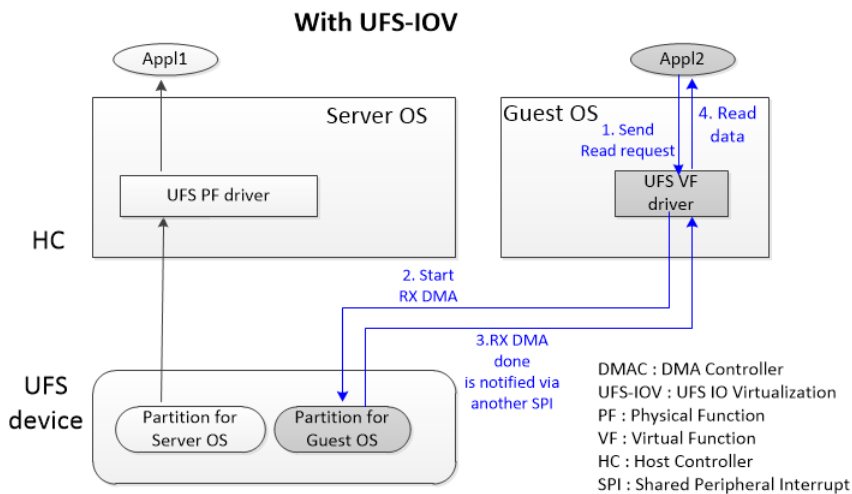 With UFS-IOV
Appl1
Appl2
Server OS
Guest OS
1. Send
Read request
4. Read
data
UFS PF driver
UFS VF
driver
HC
2. Start
RX DMA
3.RX DMA
done
is notified via
another SPI
UFS
device
Partition for
Server OS
Partition for
Guest OS
DMAC : DMA Controller
UFS-IOV : UFS IO Virtualization
PF : Physical Function
VF : Virtual Function
HC : Host Controller
SPI : Shared Peripheral Interrupt